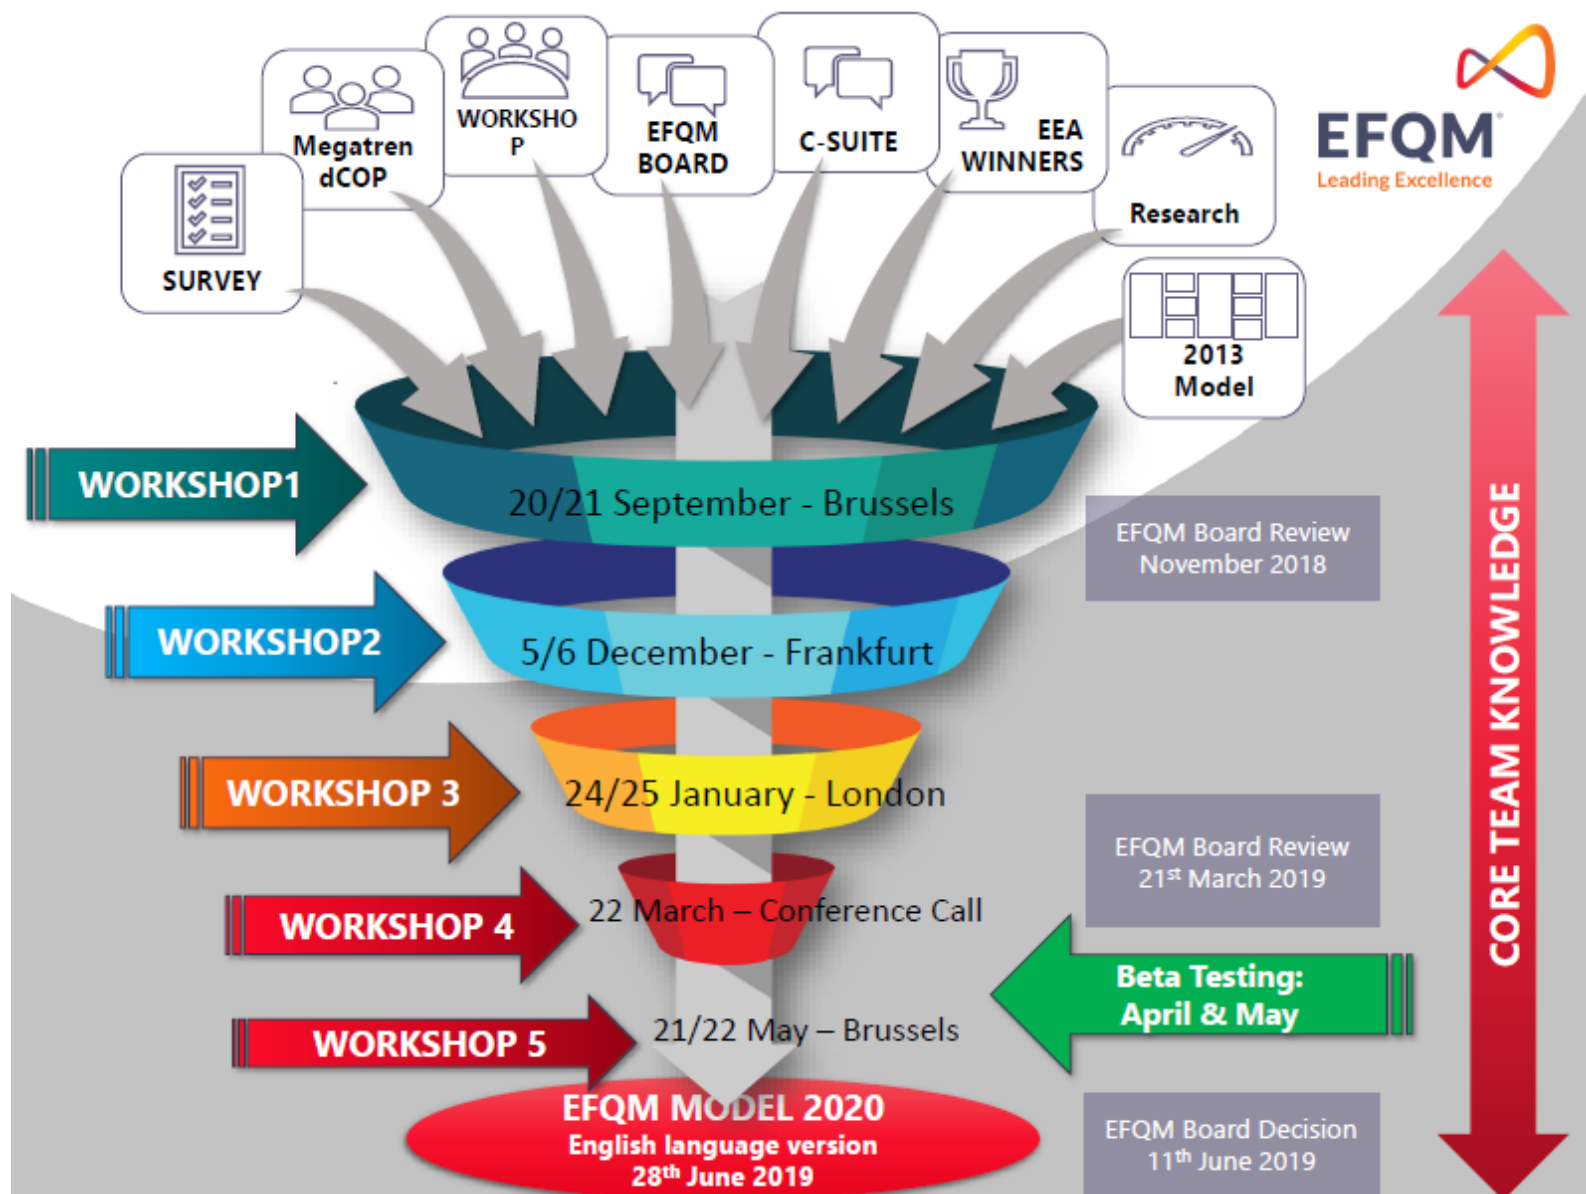 WORKSHO
P
Megatren
dCOP
EFQM
BOARD
C-SUITE
EEA
WINNERS
EFQM®
Leading Excellence
SURVEY
Research
2013
Model
WORKSHOP1
20/21 September - Brussels
EFQM Board Review
November 2018
WORKSHOP2
5/6 December - Frankfurt
WORKSHOP 3
24/25 January - London
EFQM Board Review
21st March 2019
WORKSHOP 4
22 March – Conference Call
Beta Testing:
April & May
WORKSHOP 5
21/22 May – Brussels
EFQM MODEL 2020
English language version
28th June 2019
EFQM Board Decision
11th June 2019
CORE TEAM KNOWLEDGE